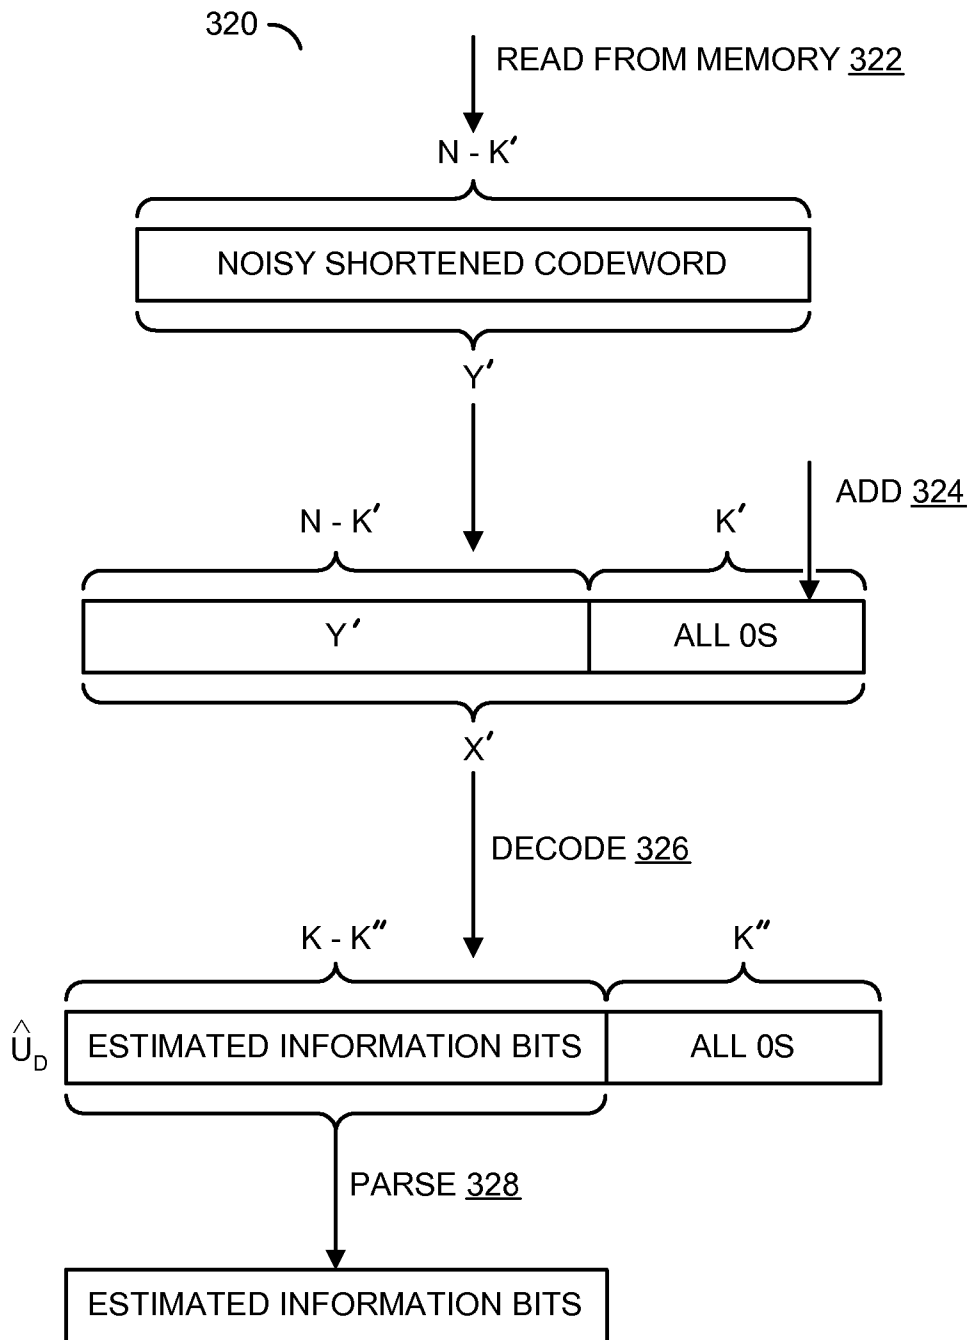 320
READ FROM MEMORY 322
N - K′
NOISY SHORTENED CODEWORD
Y′
ADD 324
N - K′ K′
Y′ ALL 0S
X′
DECODE 326
K - K″ K″
Û_D ESTIMATED INFORMATION BITS ALL 0S
PARSE 328
ESTIMATED INFORMATION BITS